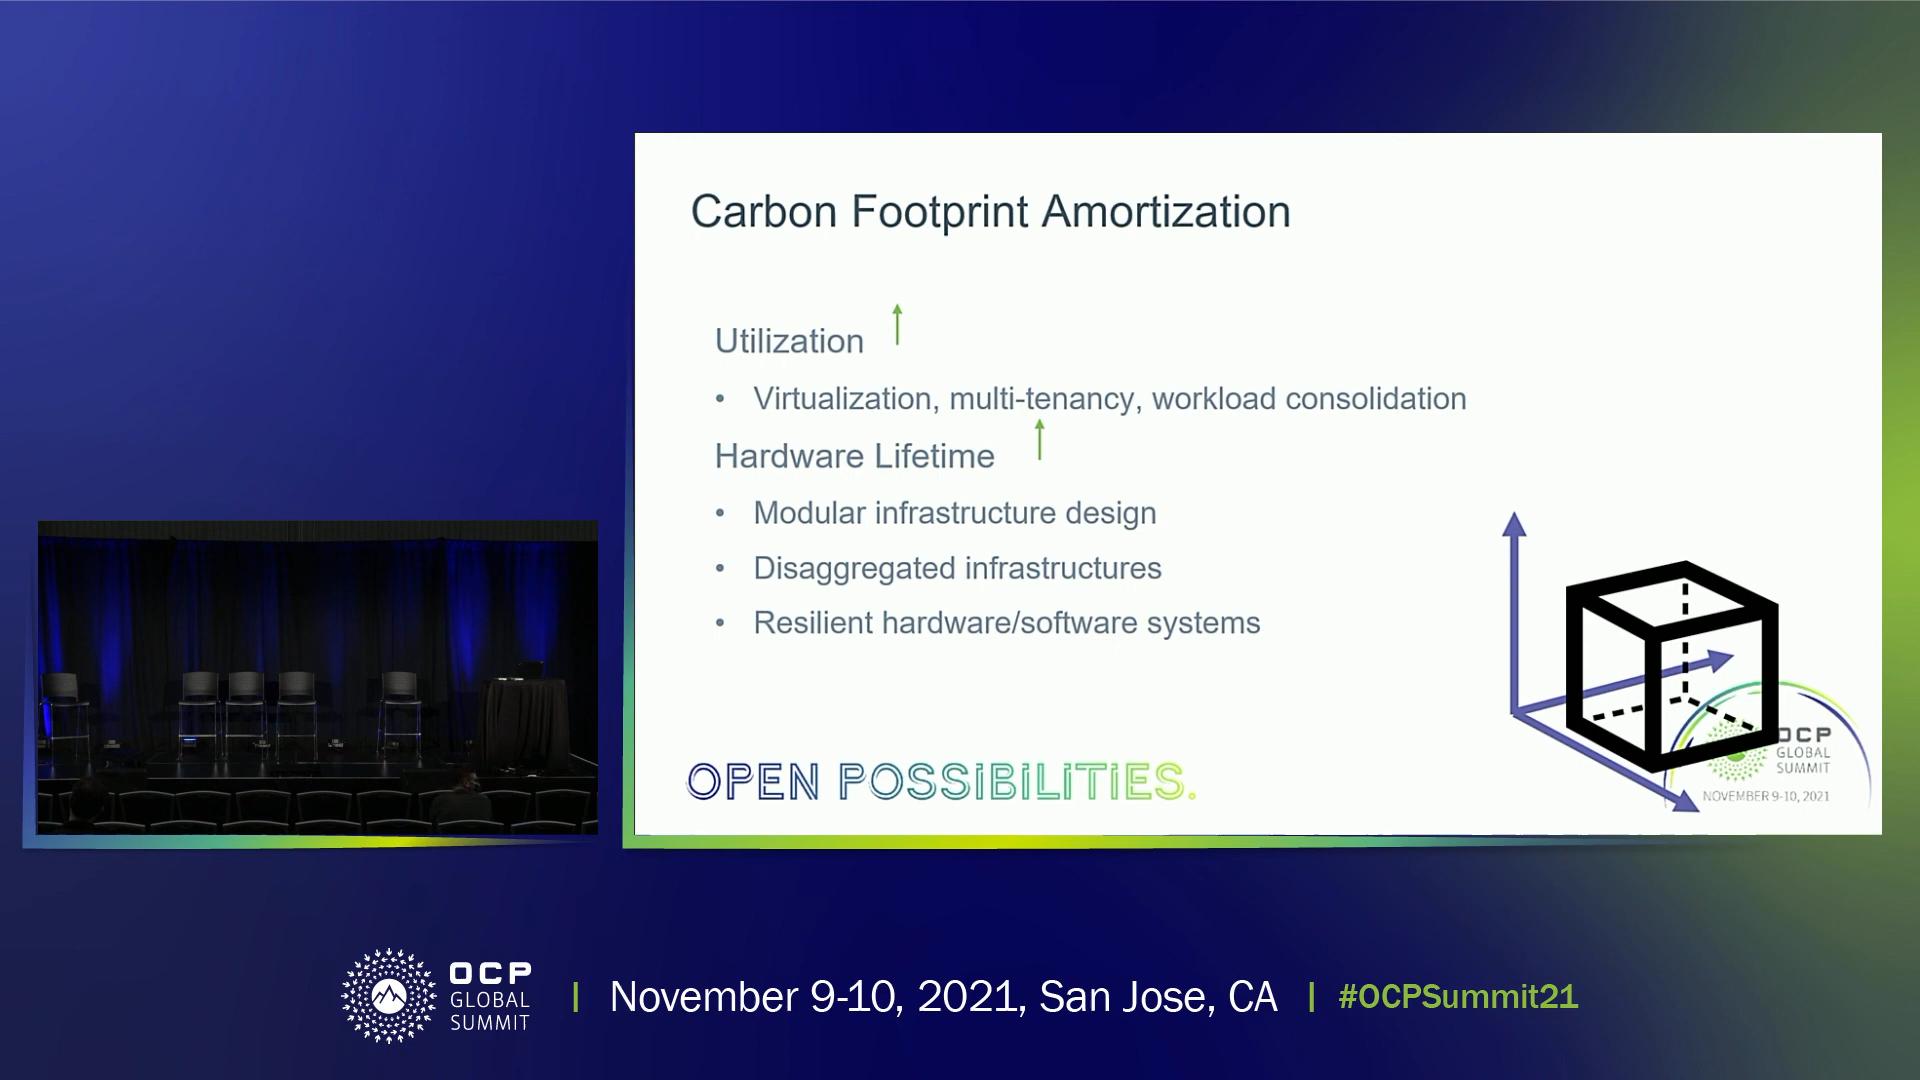 Carbon Footprint Amortization
Utilization
• Virtualization, multi-tenancy, workload consolidation
Hardware Lifetime
• Modular infrastructure design
• Disaggregated infrastructures
• Resilient hardware/software systems
OPEN POSSiBiLiTiES.
OCP
GLOBAL
SUMMIT
NOVEMBER 9-10, 2021
OCP
GLOBAL
SUMMIT
| November 9-10, 2021, San Jose, CA | #OCPSummit21